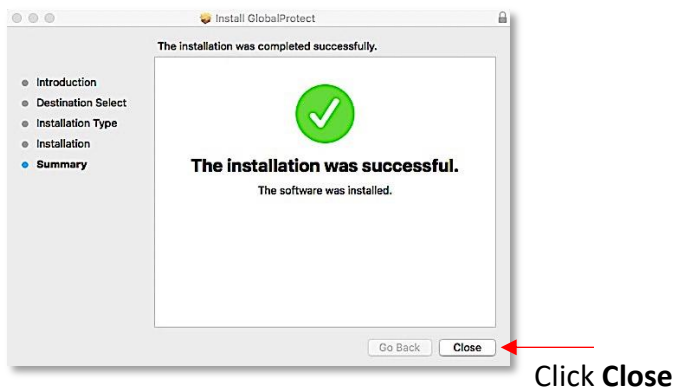 Install GlobalProtect
The installation was completed successfully.
Introduction
Destination Select
Installation Type
Installation
Summary
The installation was successful.
The software was installed.
Go Back
Close
Click Close